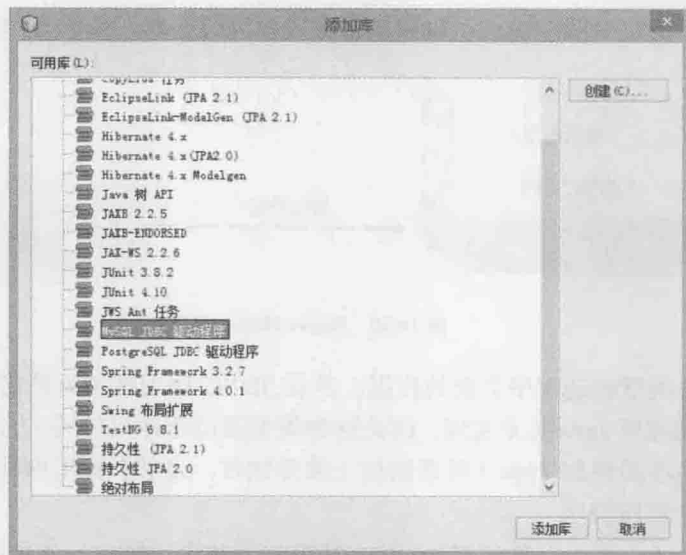 添加库
可用库(L):
CopyLibs 任务
EclipseLink (JPA 2.1)
EclipseLink-ModelGen (JPA 2.1)
Hibernate 4.x
Hibernate 4.x (JPA2.0)
Hibernate 4.x Modelgen
Java 树 API
JAXB 2.2.5
JAXB-ENDORSED
JAX-WS 2.2.6
JUnit 3.8.2
JUnit 4.10
JWS Ant 任务
MySQL JDBC 驱动程序
PostgreSQL JDBC 驱动程序
Spring Framework 3.2.7
Spring Framework 4.0.1
Swing 布局扩展
TestNG 6.8.1
持久性 (JPA 2.1)
持久性 JPA 2.0
绝对布局
创建(C)...
添加库
取消